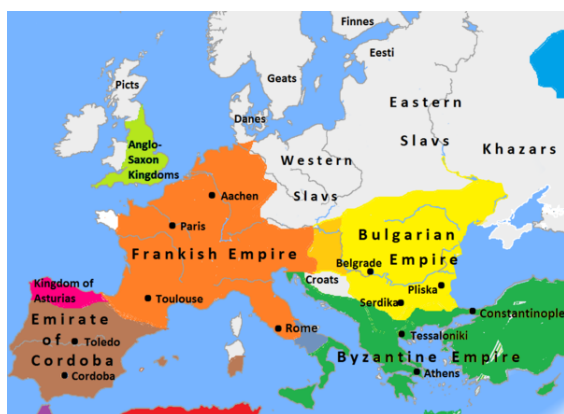 Finnes
Eesti
Geats
Picts
Danes
Eastern
Slavs
Khazars
Anglo-
Saxon
Kingdoms
Western
Slavs
Aachen
Paris
Frankish Empire
Bulgarian
Empire
Belgrade
Pliska
Croats
Serdika
Kingdom of
Asturias
Toulouse
Constantinople
Emirate
of
Cordoba
Toledo
Cordoba
Rome
Tessaloniki
Byzantine Empire
Athens